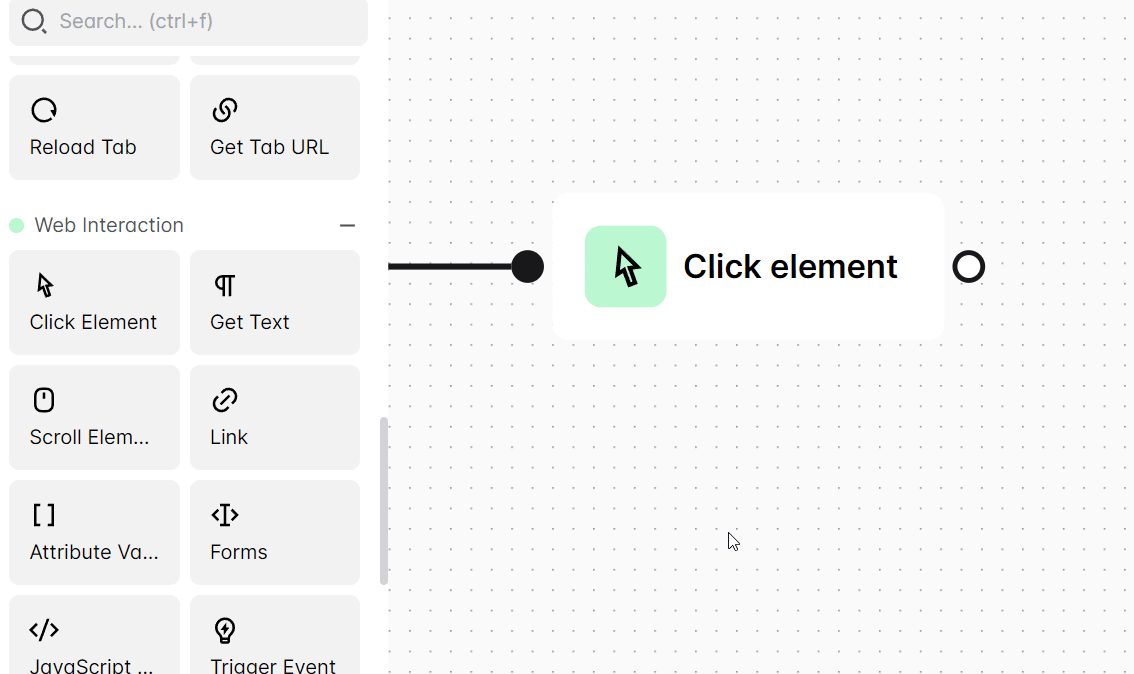 Search... (ctrl+f)
Reload Tab
Get Tab URL
Web Interaction
Click Element
Get Text
Scroll Elem...
Link
Attribute Va...
Forms
JavaScript ...
Trigger Event
Click element